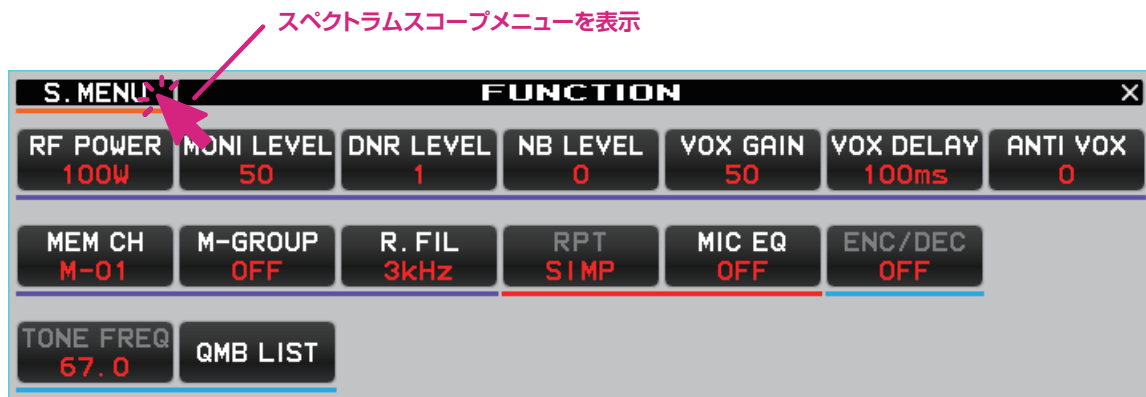 スペクトラムスコープメニューを表示
S.MENU FUNCTION ×
RF POWER MONI LEVEL DNR LEVEL NB LEVEL VOX GAIN VOX DELAY ANTI VOX
100W 50 1 0 50 100ms 0
MEM CH M-GROUP R.FIL RPT MIC EQ ENC/DEC
M-01 OFF 3kHz SIMP OFF OFF
TONE FREQ QMB LIST
67.0